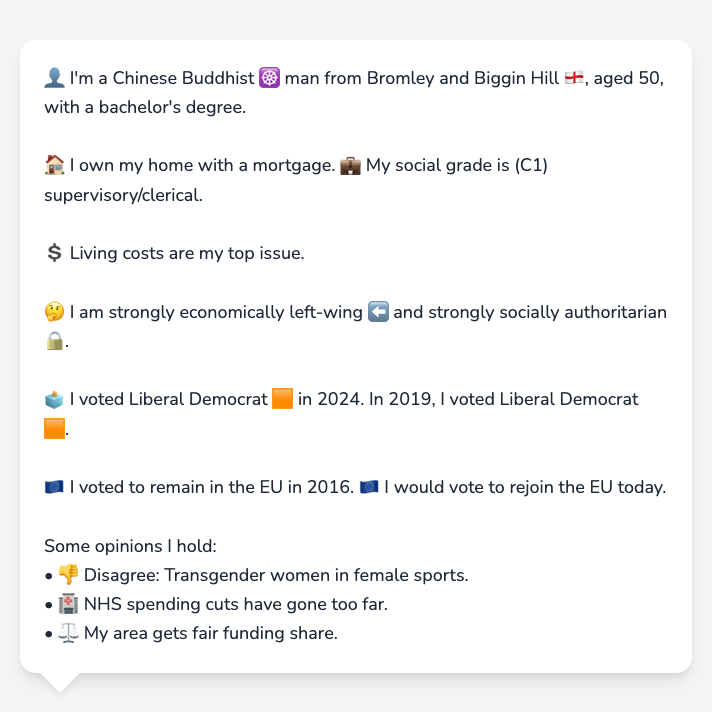 👤 I'm a Chinese Buddhist ☸️ man from Bromley and Biggin Hill 🏴󠁧󠁢󠁥󠁮󠁧󠁿, aged 50,
with a bachelor's degree.
🏠 I own my home with a mortgage. 💼 My social grade is (C1)
supervisory/clerical.
💲 Living costs are my top issue.
🤔 I am strongly economically left-wing ⬅️ and strongly socially authoritarian
🔒.
🗳️ I voted Liberal Democrat 🟧 in 2024. In 2019, I voted Liberal Democrat
🟧.
🇪🇺 I voted to remain in the EU in 2016. 🇪🇺 I would vote to rejoin the EU today.
Some opinions I hold:
• 👎 Disagree: Transgender women in female sports.
• 🏥 NHS spending cuts have gone too far.
• ⚖️ My area gets fair funding share.